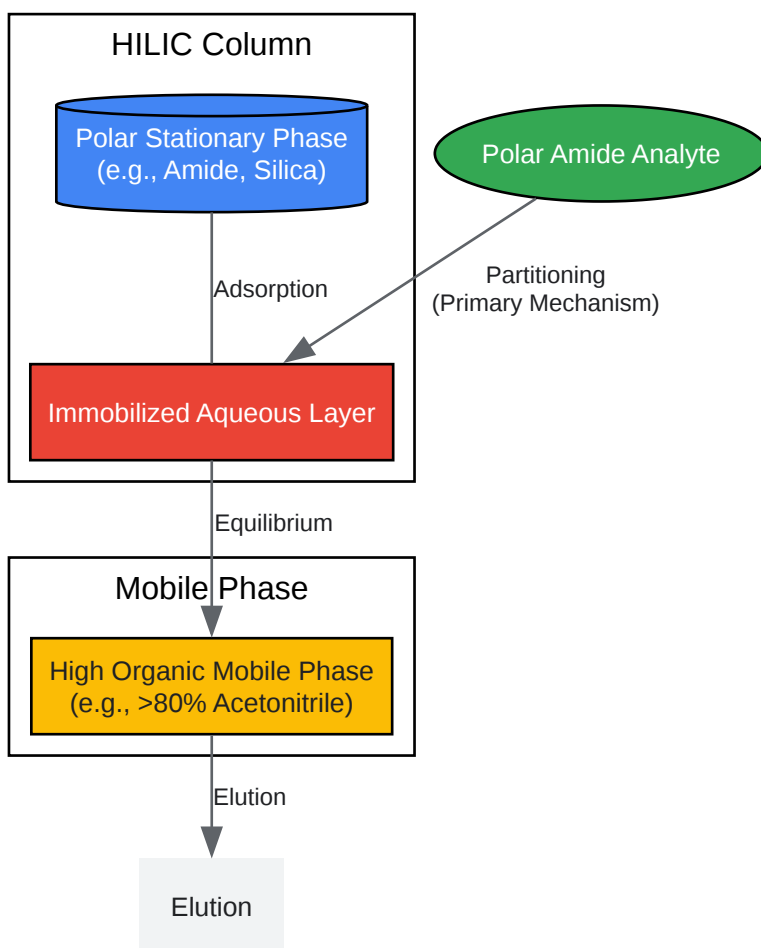 HILIC Column
Polar Stationary Phase
(e.g., Amide, Silica)
Polar Amide Analyte
Adsorption
Partitioning
(Primary Mechanism)
Immobilized Aqueous Layer
Equilibrium
Mobile Phase
High Organic Mobile Phase
(e.g., >80% Acetonitrile)
Elution
Elution